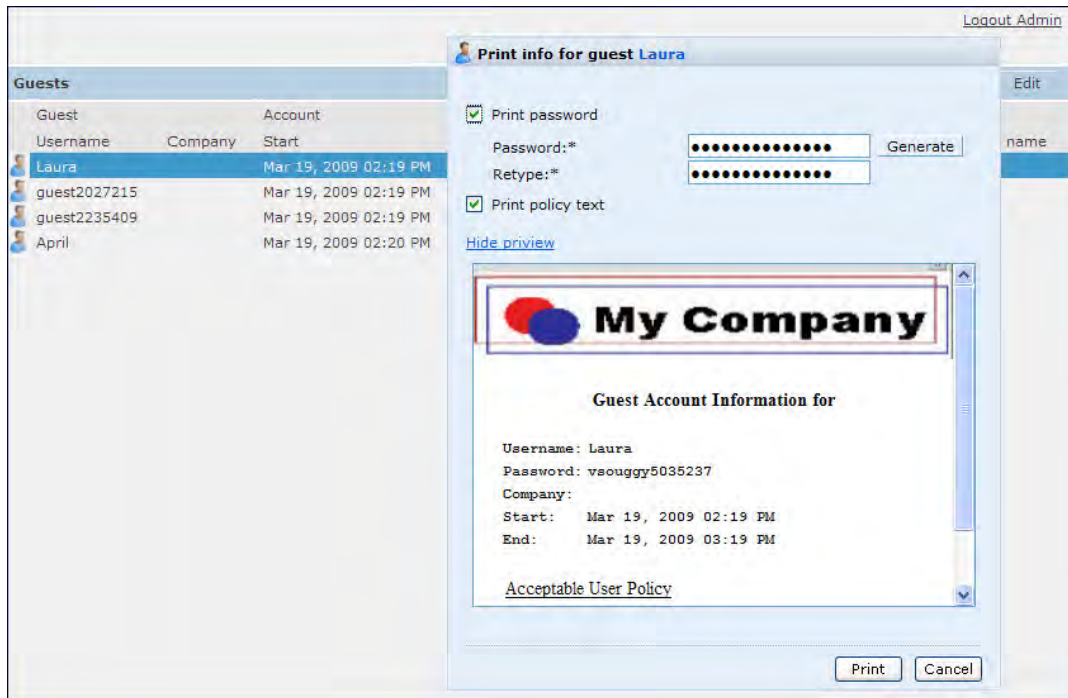 Logout Admin
Print info for guest Laura
Guests
Edit
Guest Account
Username Company Start name
Laura Mar 19, 2009 02:19 PM
guest2027215 Mar 19, 2009 02:19 PM
guest2235409 Mar 19, 2009 02:19 PM
April Mar 19, 2009 02:20 PM
Print password
Password:* •••••••••••••• Generate
Retype:* ••••••••••••••
Print policy text
Hide priview
My Company
Guest Account Information for
Username: Laura
Password: vsouggy5035237
Company:
Start: Mar 19, 2009 02:19 PM
End: Mar 19, 2009 03:19 PM
Acceptable User Policy
Print Cancel